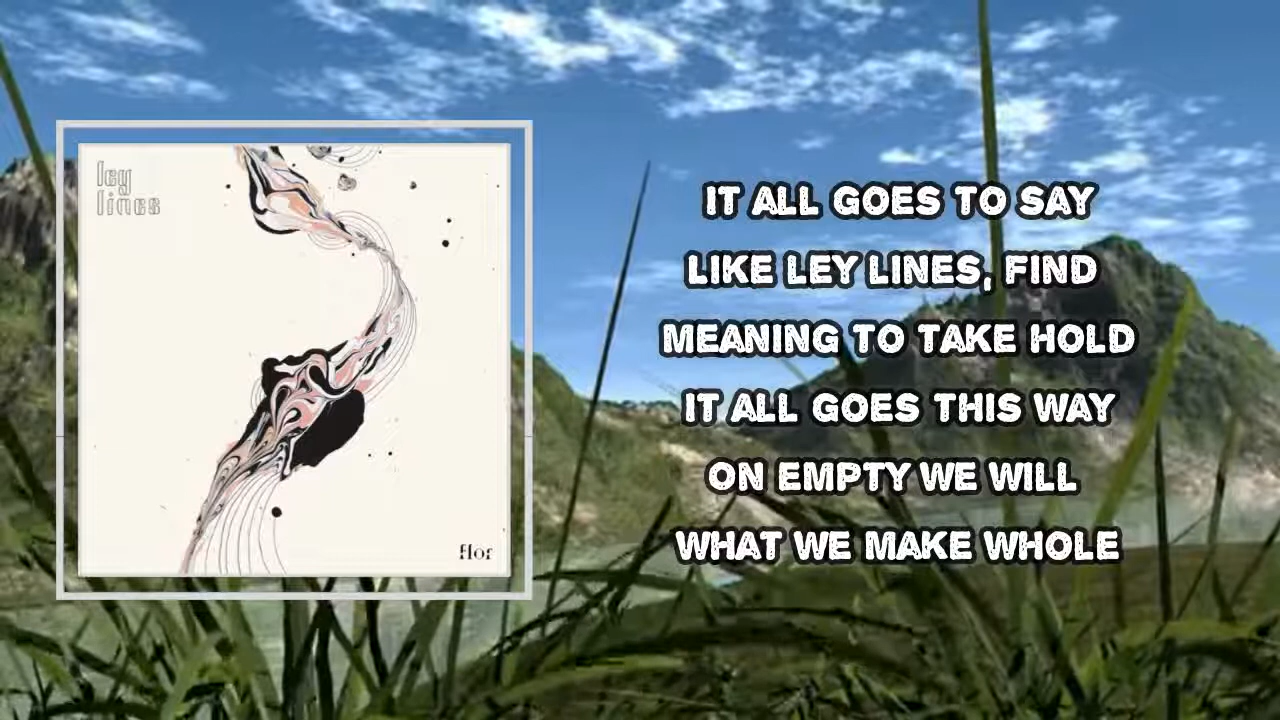 ley
lines
flor
IT ALL GOES TO SAY
LIKE LEY LINES, FIND
MEANING TO TAKE HOLD
IT ALL GOES THIS WAY
ON EMPTY WE WILL
WHAT WE MAKE WHOLE